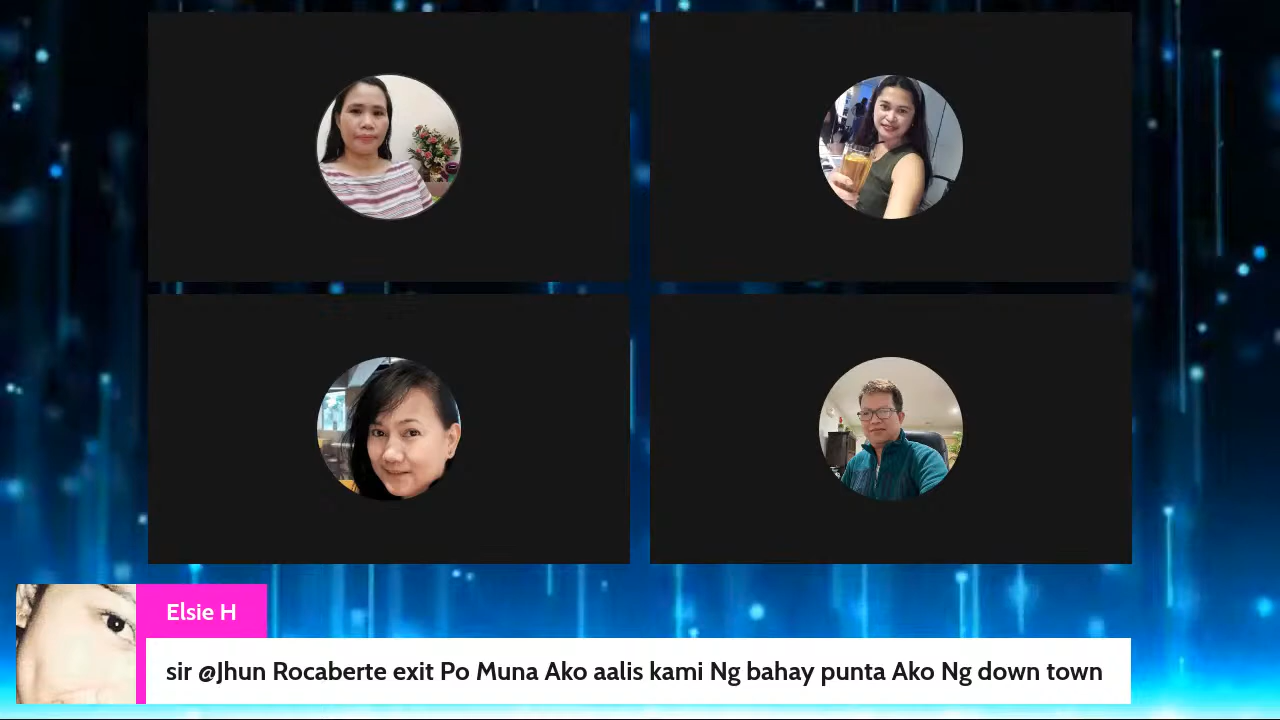 Elsie H
sir @Jhun Rocaberte exit Po Muna Ako aalis kami Ng bahay punta Ako Ng down town